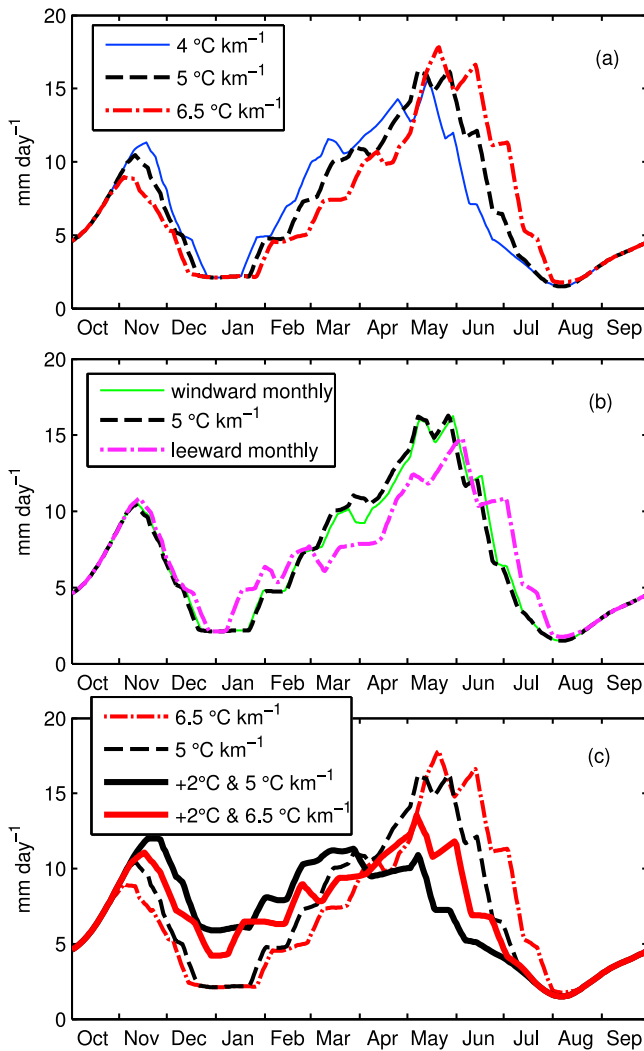 20
15
10
5
0
mm day⁻¹
4 °C km⁻¹
5 °C km⁻¹
6.5 °C km⁻¹
(a)
Oct Nov Dec Jan Feb Mar Apr May Jun Jul Aug Sep
20
15
10
5
0
mm day⁻¹
windward monthly
5 °C km⁻¹
leeward monthly
(b)
Oct Nov Dec Jan Feb Mar Apr May Jun Jul Aug Sep
20
15
10
5
0
mm day⁻¹
6.5 °C km⁻¹
5 °C km⁻¹
+2°C & 5 °C km⁻¹
+2°C & 6.5 °C km⁻¹
(c)
Oct Nov Dec Jan Feb Mar Apr May Jun Jul Aug Sep